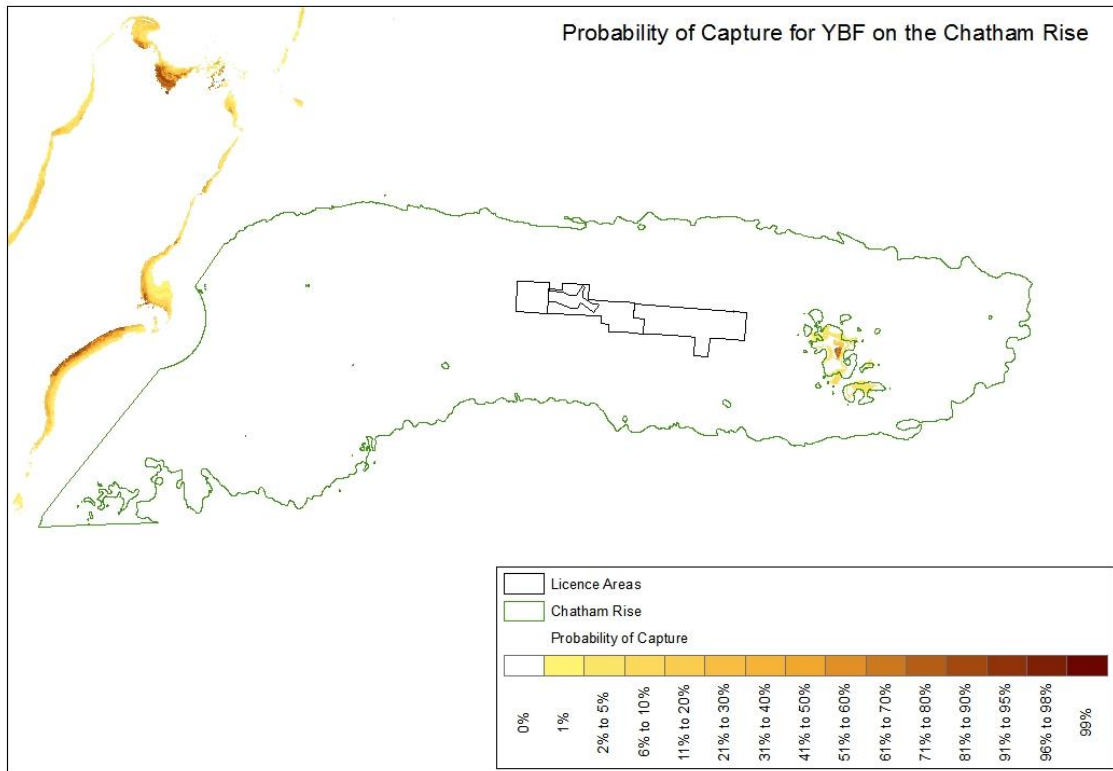 Probability of Capture for YBF on the Chatham Rise
Licence Areas
Chatham Rise
Probability of Capture
0%
1%
2% to 5%
6% to 10%
11% to 20%
21% to 30%
31% to 40%
41% to 50%
51% to 60%
61% to 70%
71% to 80%
81% to 90%
91% to 95%
96% to 98%
99%